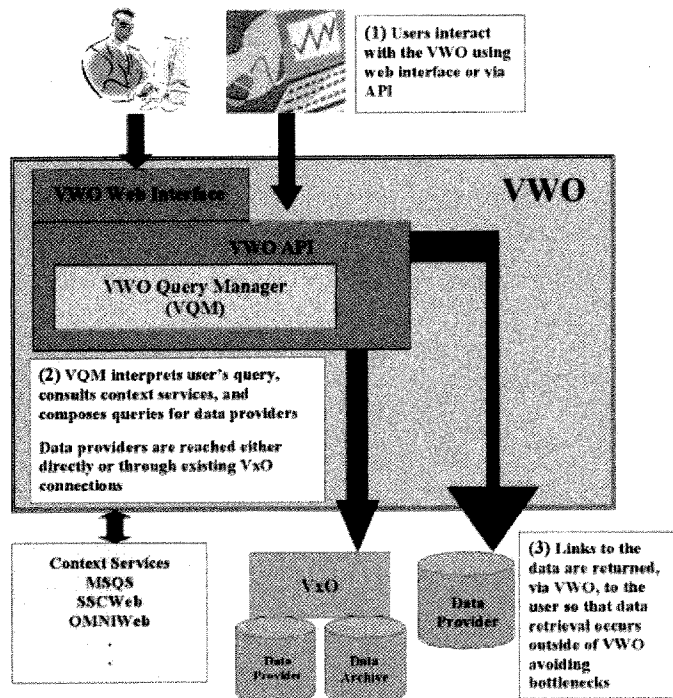 (1) Users interact
with the VWO using
web interface or via
API
VWO
VWO Web Interface
VWO API
VWO Query Manager
(VQM)
(2) VQM interprets user's query,
consults context services, and
composes queries for data
providers
Data providers are reached either
directly or through existing VxO
connections
Context Services
MSQS
SSCWeb
OMNIWeb
.
.
VxO
Data
Provider
Data
Archive
Data
Provider
(3) Links to the
data are returned,
via VWO, to the
user so that data
retrieval occurs
outside of VWO
avoiding
bottlenecks